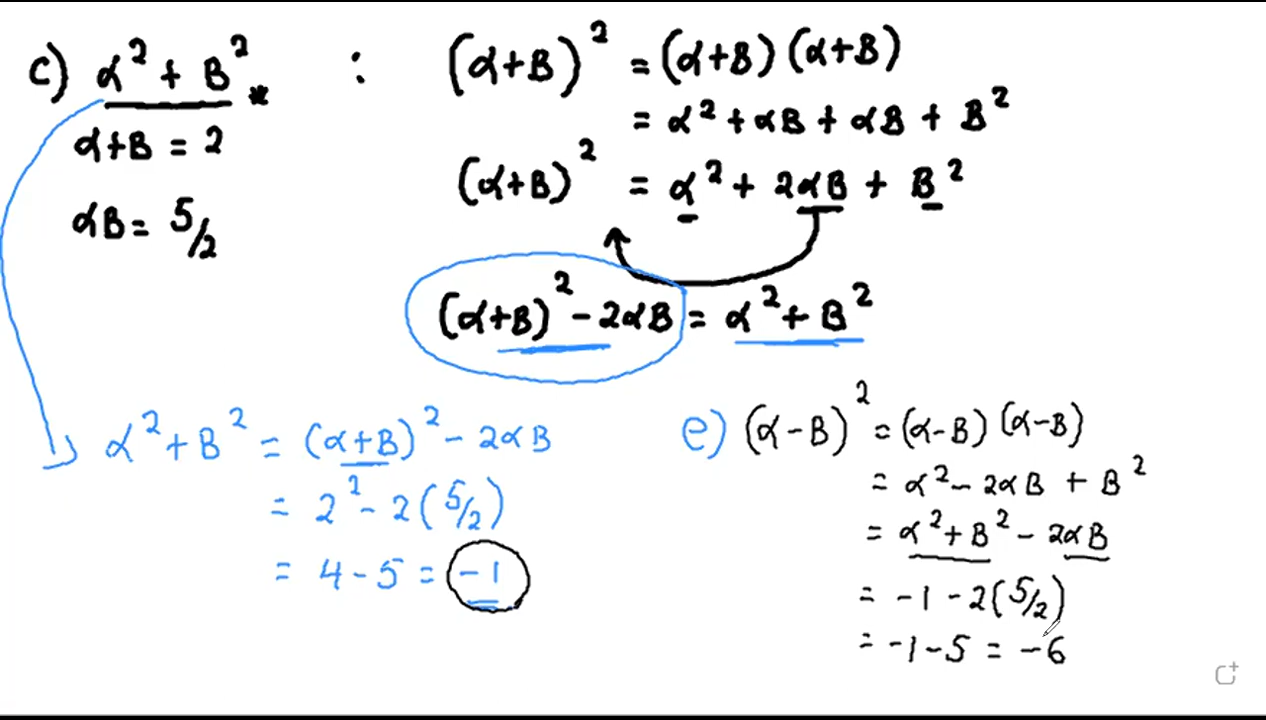 c) α² + B² * : (α+B)² = (α+B)(α+B)
α+B = 2
= α² + αB + αB + B²
αB = 5/2
(α+B)² = α² + 2αB + B²
(α+B)² - 2αB = α² + B²
α² + B² = (α+B)² - 2αB
= 2² - 2(5/2)
= 4 - 5 = -1
e) (α-B)² = (α-B)(α-B)
= α² - 2αB + B²
= α² + B² - 2αB
= -1 - 2(5/2)
= -1 - 5 = -6